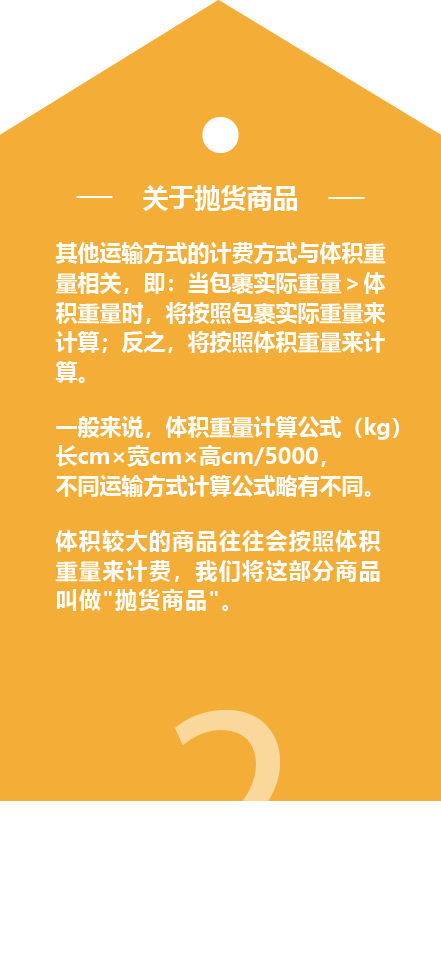 关于抛货商品
其他运输方式的计费方式与体积重
量相关，即：当包裹实际重量＞体
积重量时，将按照包裹实际重量来
计算；反之，将按照体积重量来计
算。
一般来说，体积重量计算公式（kg）
长cm×宽cm×高cm/5000，
不同运输方式计算公式略有不同。
体积较大的商品往往会按照体积
重量来计费，我们将这部分商品
叫做"抛货商品"。
2